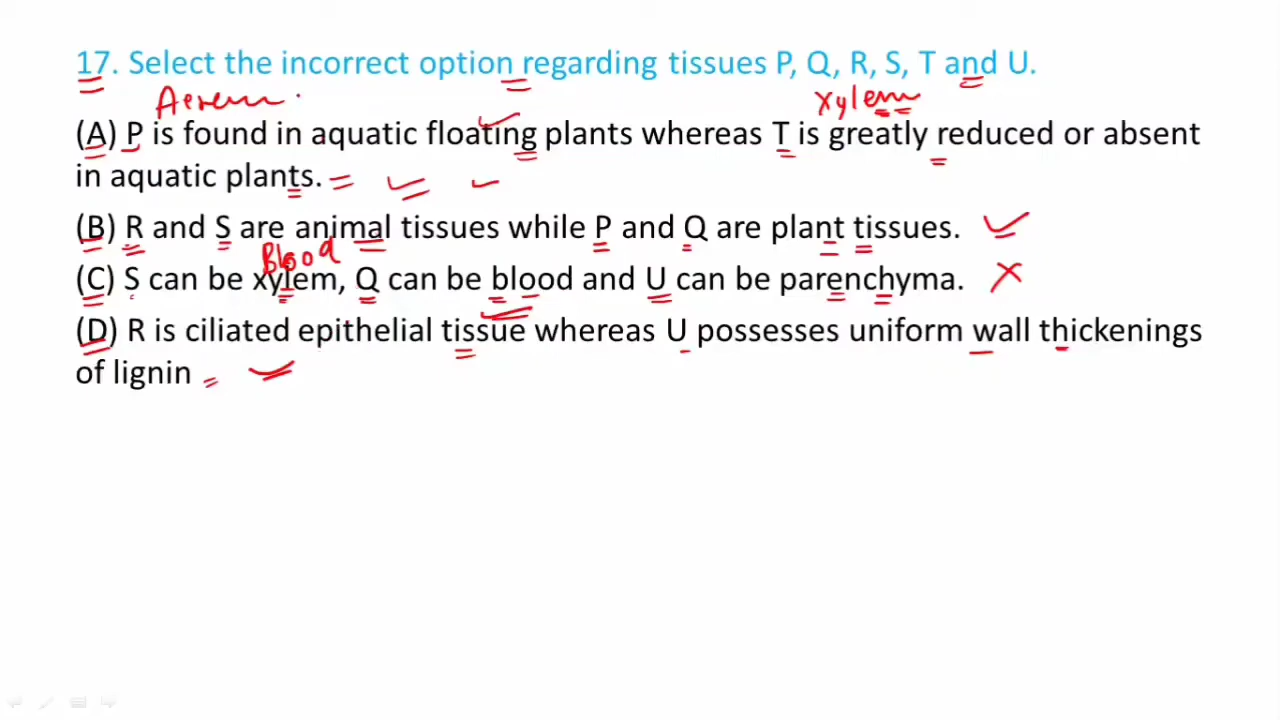 17. Select the incorrect option regarding tissues P, Q, R, S, T and U.
Aerem xylem
(A) P is found in aquatic floating plants whereas T is greatly reduced or absent
in aquatic plants.
(B) R and S are animal tissues while P and Q are plant tissues.
Blood
(C) S can be xylem, Q can be blood and U can be parenchyma.
(D) R is ciliated epithelial tissue whereas U possesses uniform wall thickenings
of lignin